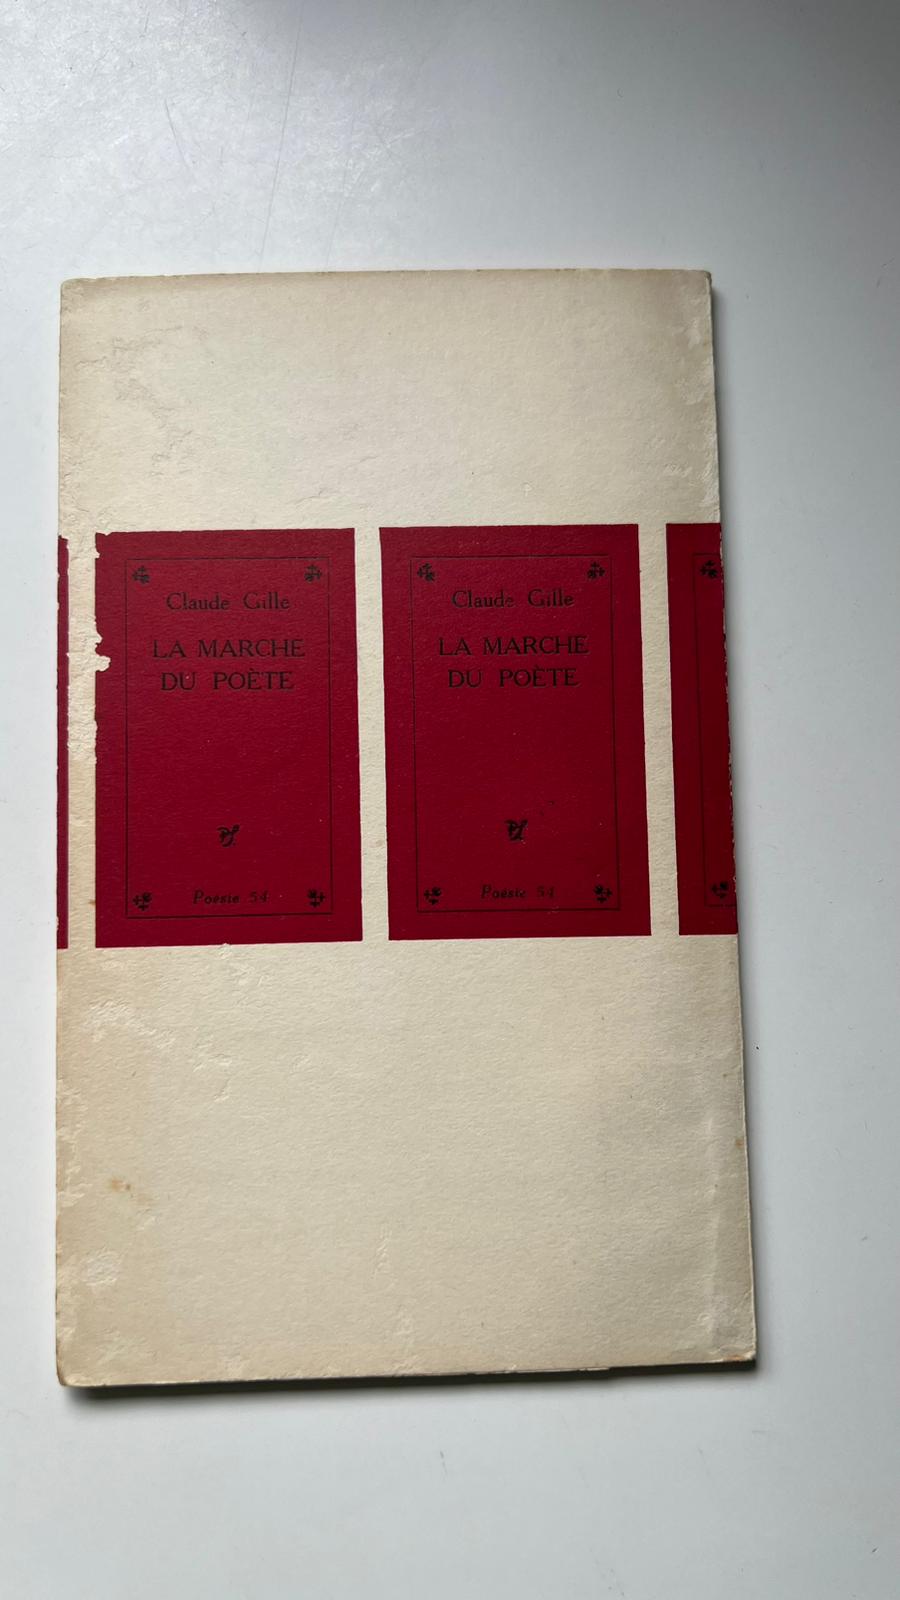 Claude Gille
LA MARCHE
DU POÈTE
Poésie 54
Claude Gille
LA MARCHE
DU POÈTE
Poésie 54